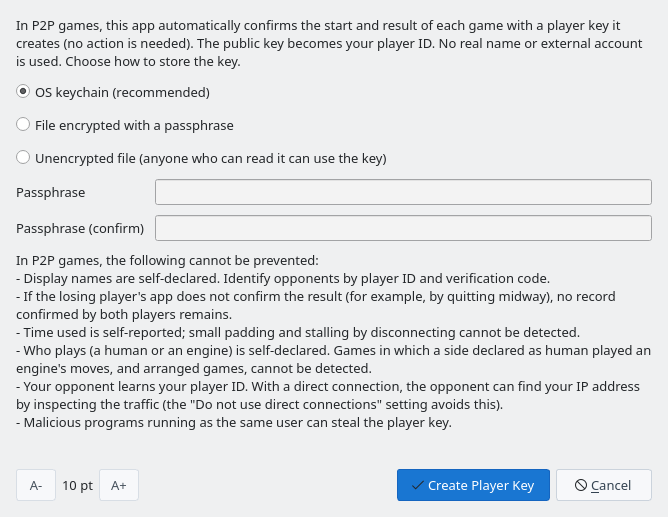 In P2P games, this app automatically confirms the start and result of each game with a player key it
creates (no action is needed). The public key becomes your player ID. No real name or external account
is used. Choose how to store the key.
OS keychain (recommended)
File encrypted with a passphrase
Unencrypted file (anyone who can read it can use the key)
Passphrase
Passphrase (confirm)
In P2P games, the following cannot be prevented:
- Display names are self-declared. Identify opponents by player ID and verification code.
- If the losing player's app does not confirm the result (for example, by quitting midway), no record
confirmed by both players remains.
- Time used is self-reported; small padding and stalling by disconnecting cannot be detected.
- Who plays (a human or an engine) is self-declared. Games in which a side declared as human played an
engine's moves, and arranged games, cannot be detected.
- Your opponent learns your player ID. With a direct connection, the opponent can find your IP address
by inspecting the traffic (the "Do not use direct connections" setting avoids this).
- Malicious programs running as the same user can steal the player key.
A- 10 pt A+ Create Player Key Cancel